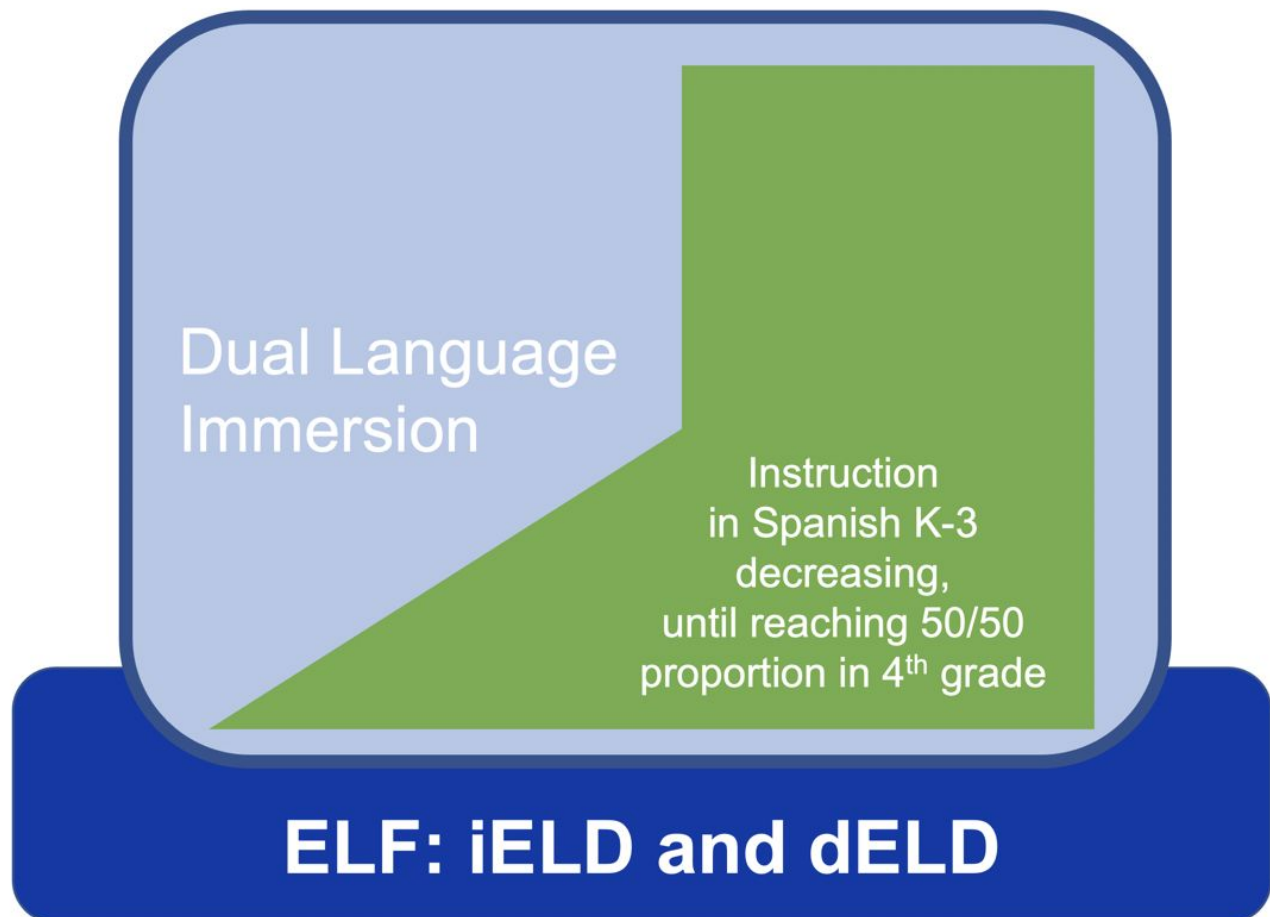 Dual Language
Immersion
Instruction
in Spanish K-3
decreasing,
until reaching 50/50
proportion in 4th grade
ELF: iELD and dELD